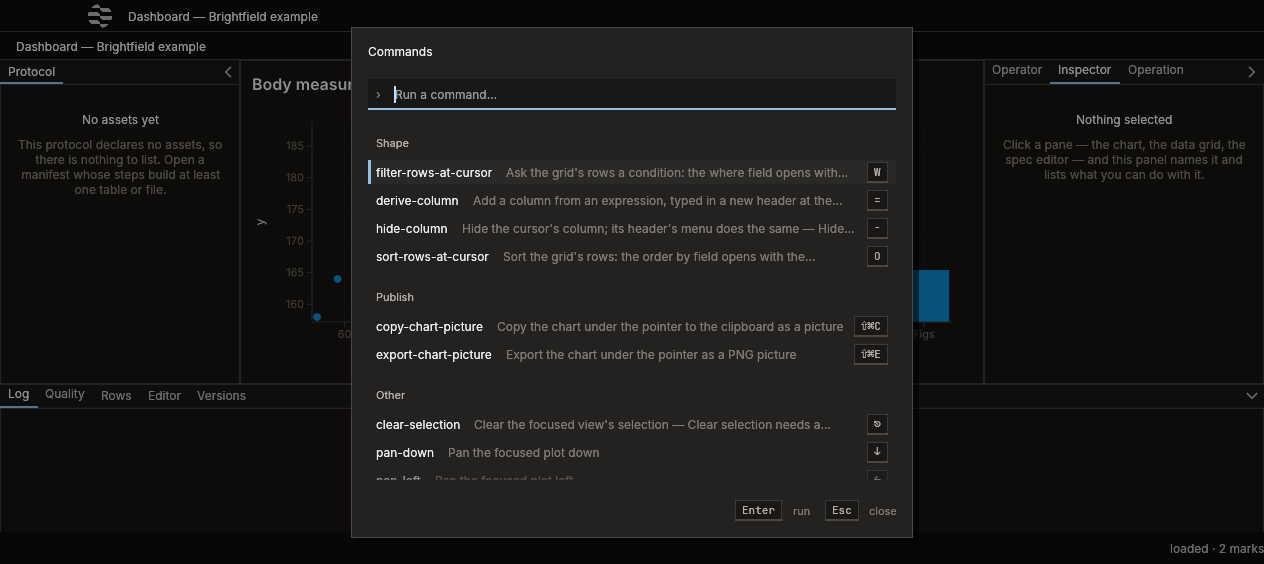 Dashboard — Brightfield example
Dashboard — Brightfield example
Protocol
No assets yet
This protocol declares no assets, so
there is nothing to list. Open a
manifest whose steps build at least
one table or file.
Body measur
185
180
175
170
165
160
y
60
Figs
Commands
› Run a command...
Shape
filter-rows-at-cursor Ask the grid's rows a condition: the where field opens with... W
derive-column Add a column from an expression, typed in a new header at the... =
hide-column Hide the cursor's column; its header's menu does the same — Hide... -
sort-rows-at-cursor Sort the grid's rows: the order by field opens with the... O
Publish
copy-chart-picture Copy the chart under the pointer to the clipboard as a picture ⇧⌘C
export-chart-picture Export the chart under the pointer as a PNG picture ⇧⌘E
Other
clear-selection Clear the focused view's selection — Clear selection needs a...
pan-down Pan the focused plot down ↓
pan-left Pan the focused plot left ←
Enter run Esc close
Operator Inspector Operation
Nothing selected
Click a pane — the chart, the data grid, the
spec editor — and this panel names it and
lists what you can do with it.
Log Quality Rows Editor Versions
loaded · 2 marks